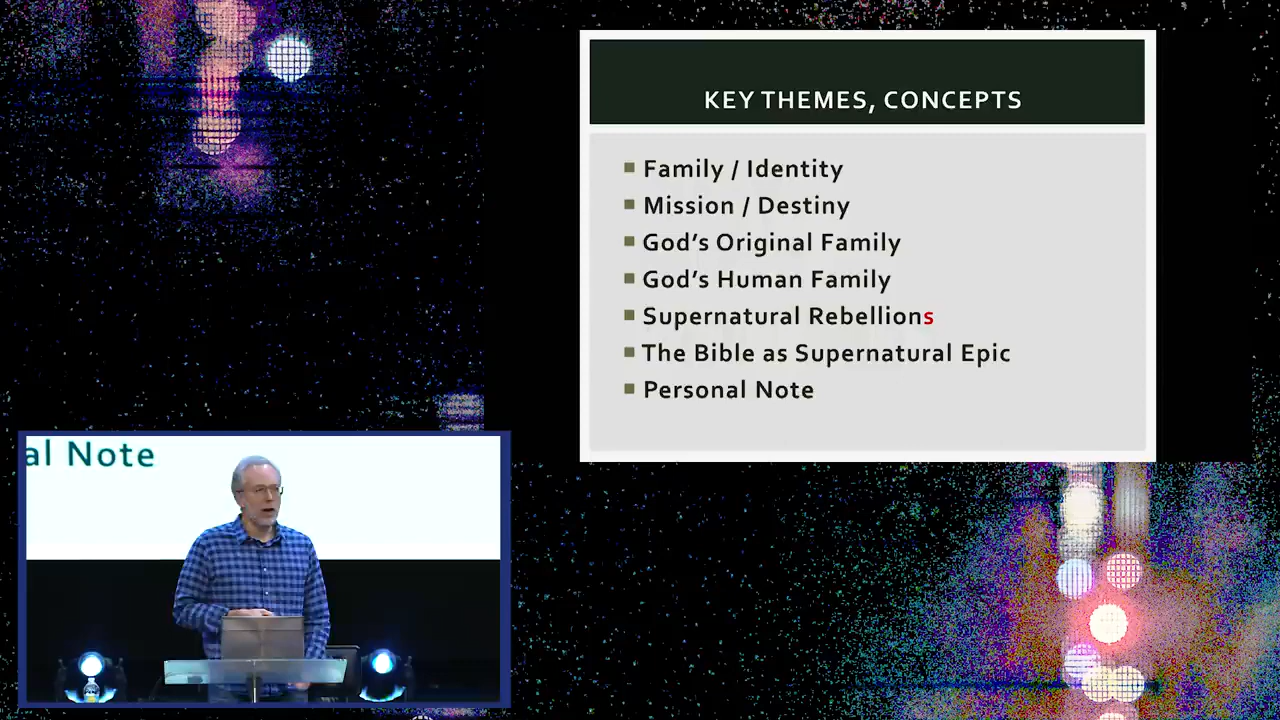 KEY THEMES, CONCEPTS
Family / Identity
Mission / Destiny
God’s Original Family
God’s Human Family
Supernatural Rebellions
The Bible as Supernatural Epic
Personal Note
al Note